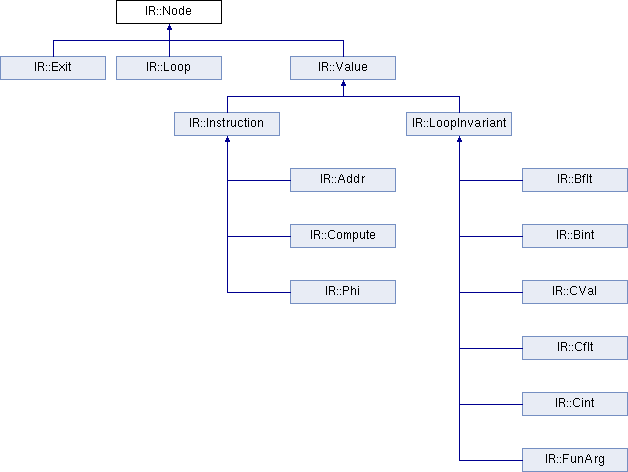 IR::Node
IR::Exit
IR::Loop
IR::Value
IR::Instruction
IR::LoopInvariant
IR::Addr
IR::Bflt
IR::Compute
IR::Bint
IR::Phi
IR::CVal
IR::Cflt
IR::Cint
IR::FunArg